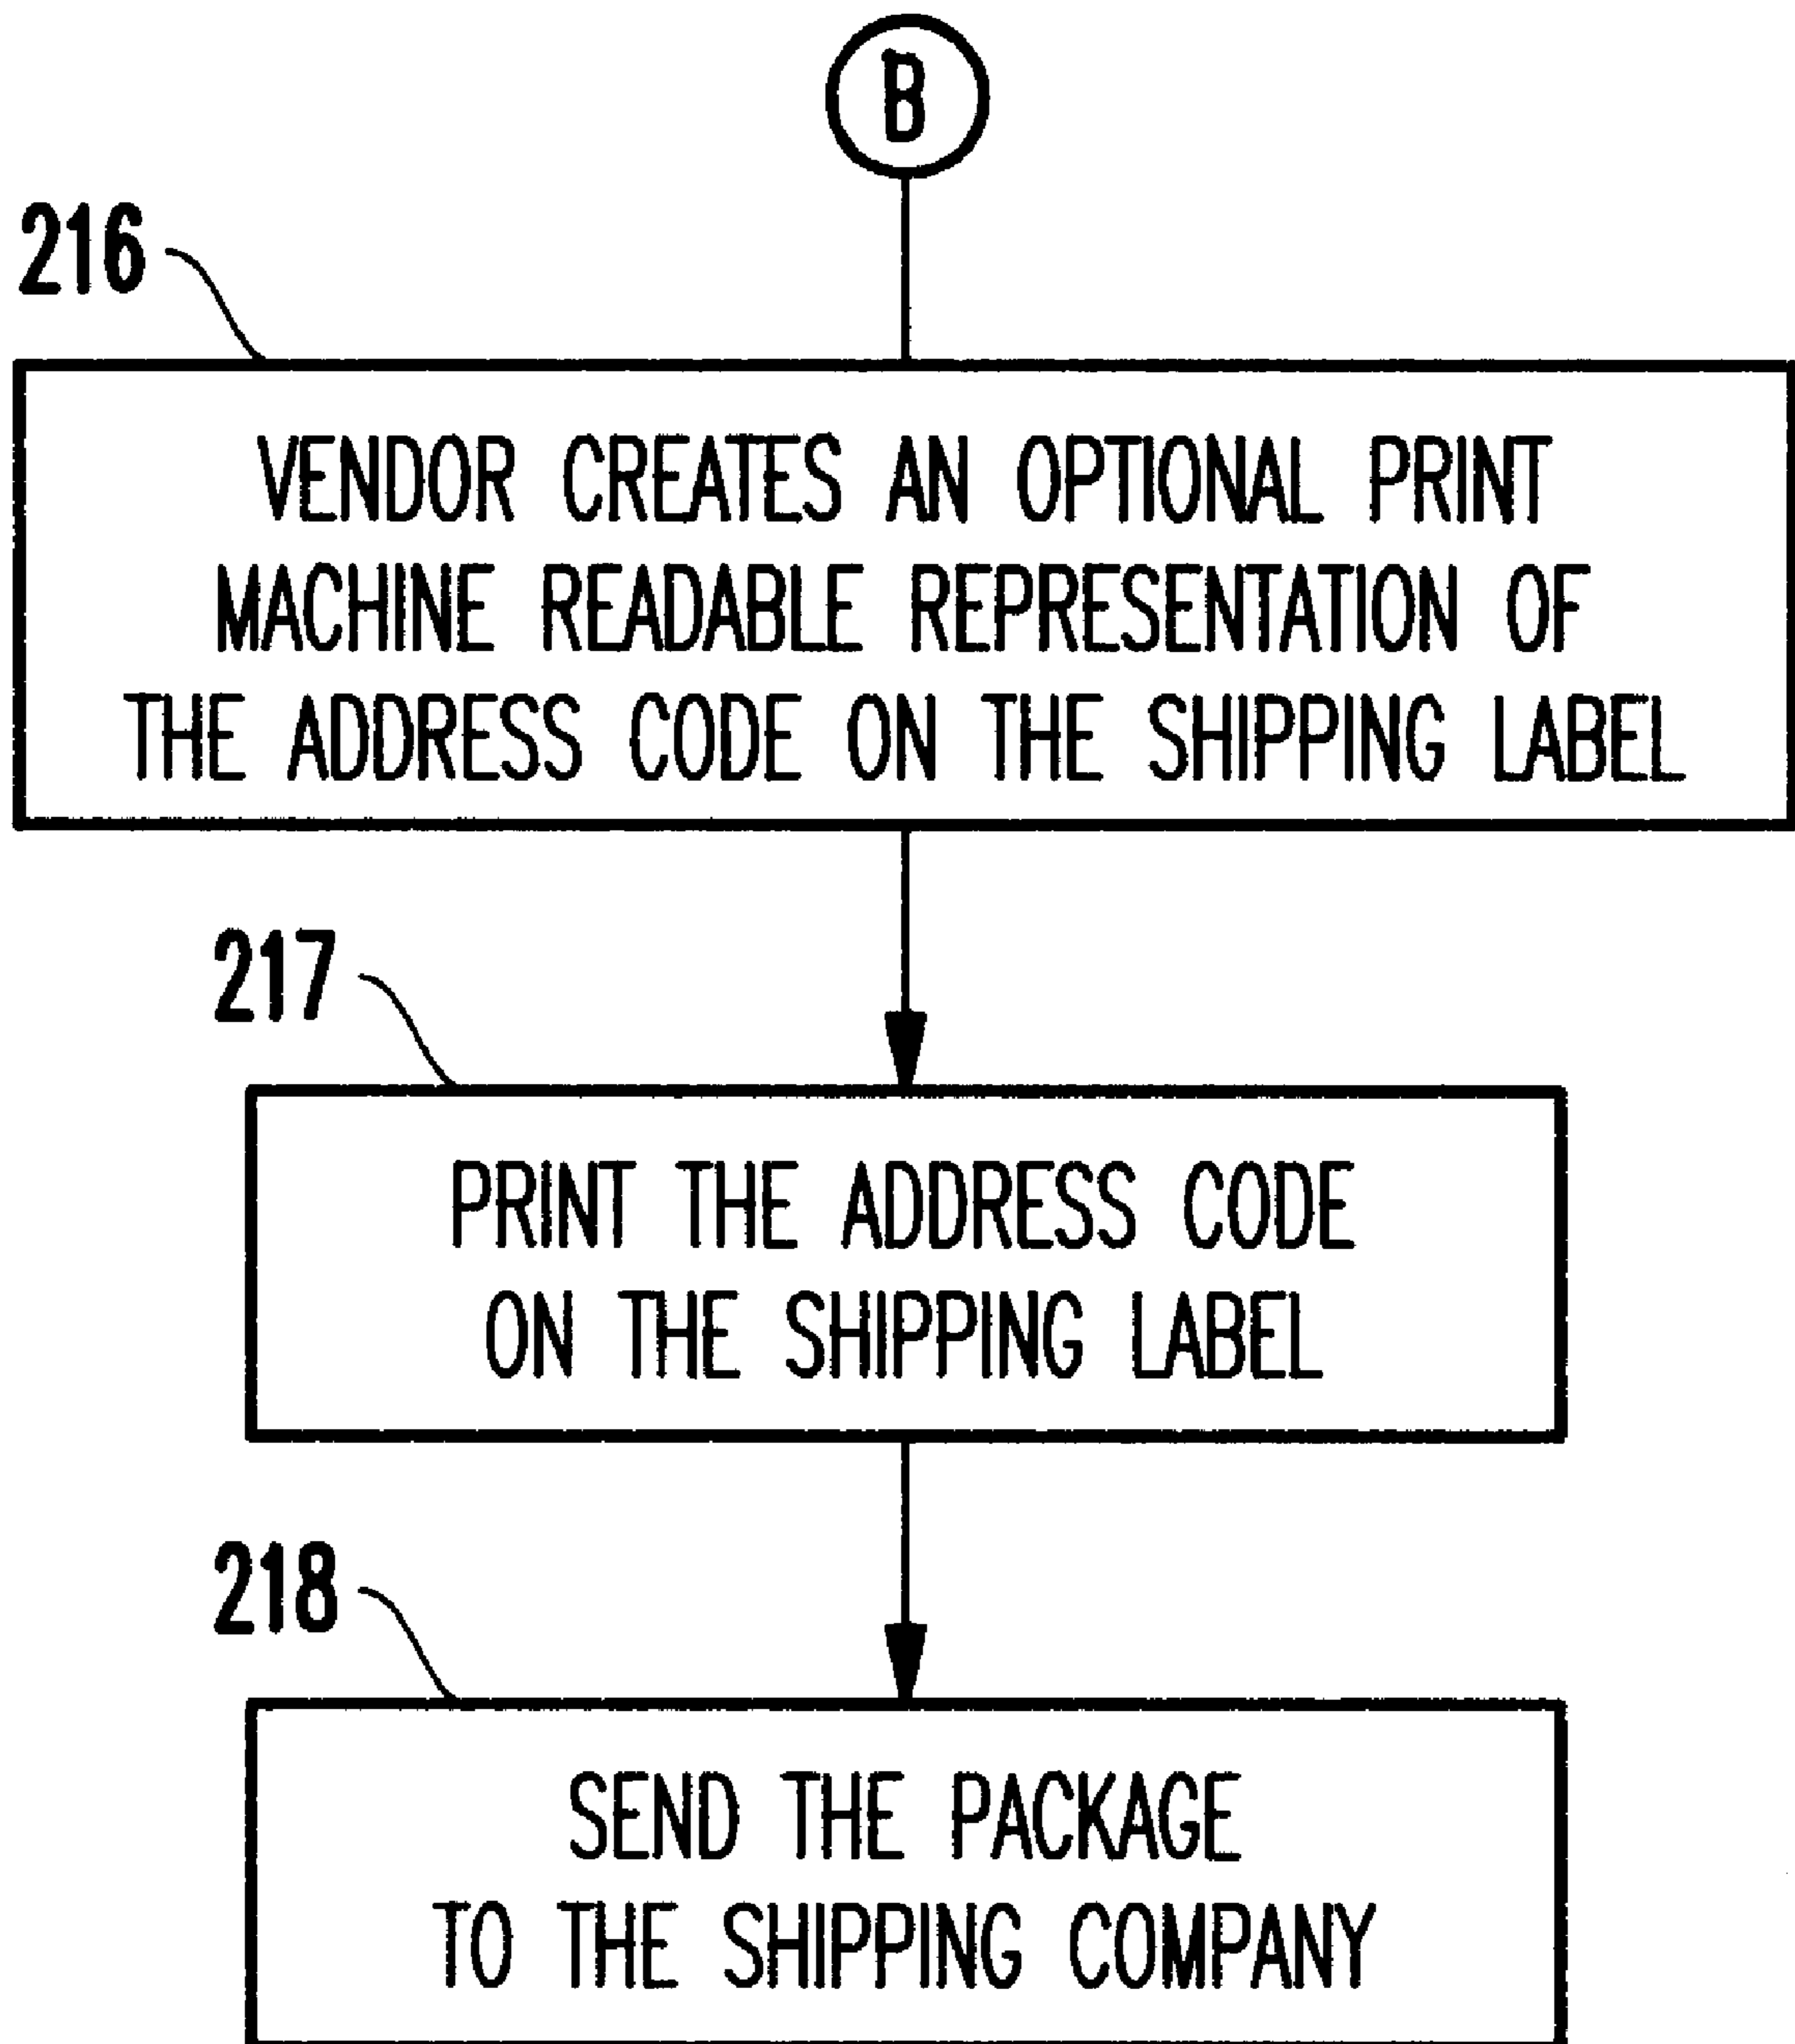 B
216
VENDOR CREATES AN OPTIONAL PRINT
MACHINE READABLE REPRESENTATION OF
THE ADDRESS CODE ON THE SHIPPING LABEL
217
PRINT THE ADDRESS CODE
ON THE SHIPPING LABEL
218
SEND THE PACKAGE
TO THE SHIPPING COMPANY